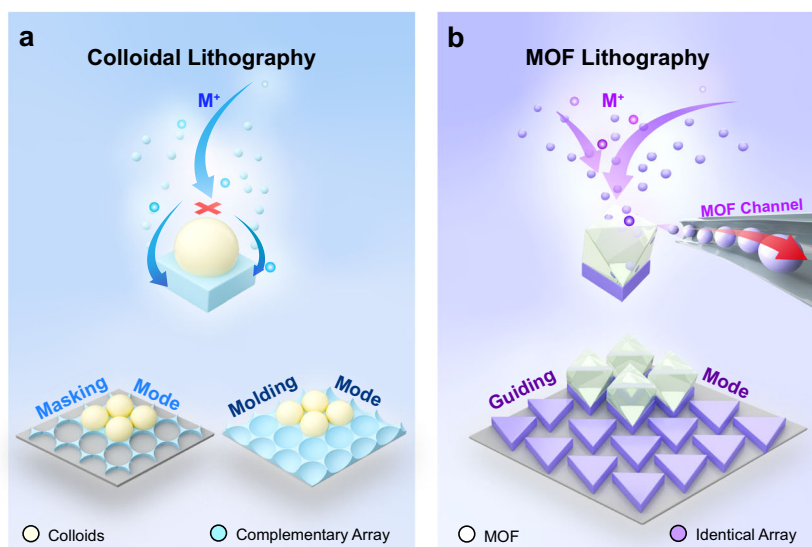 a
Colloidal Lithography
M⁺
Masking Mode
Molding Mode
Colloids
Complementary Array
b
MOF Lithography
M⁺
MOF Channel
Guiding Mode
MOF
Identical Array